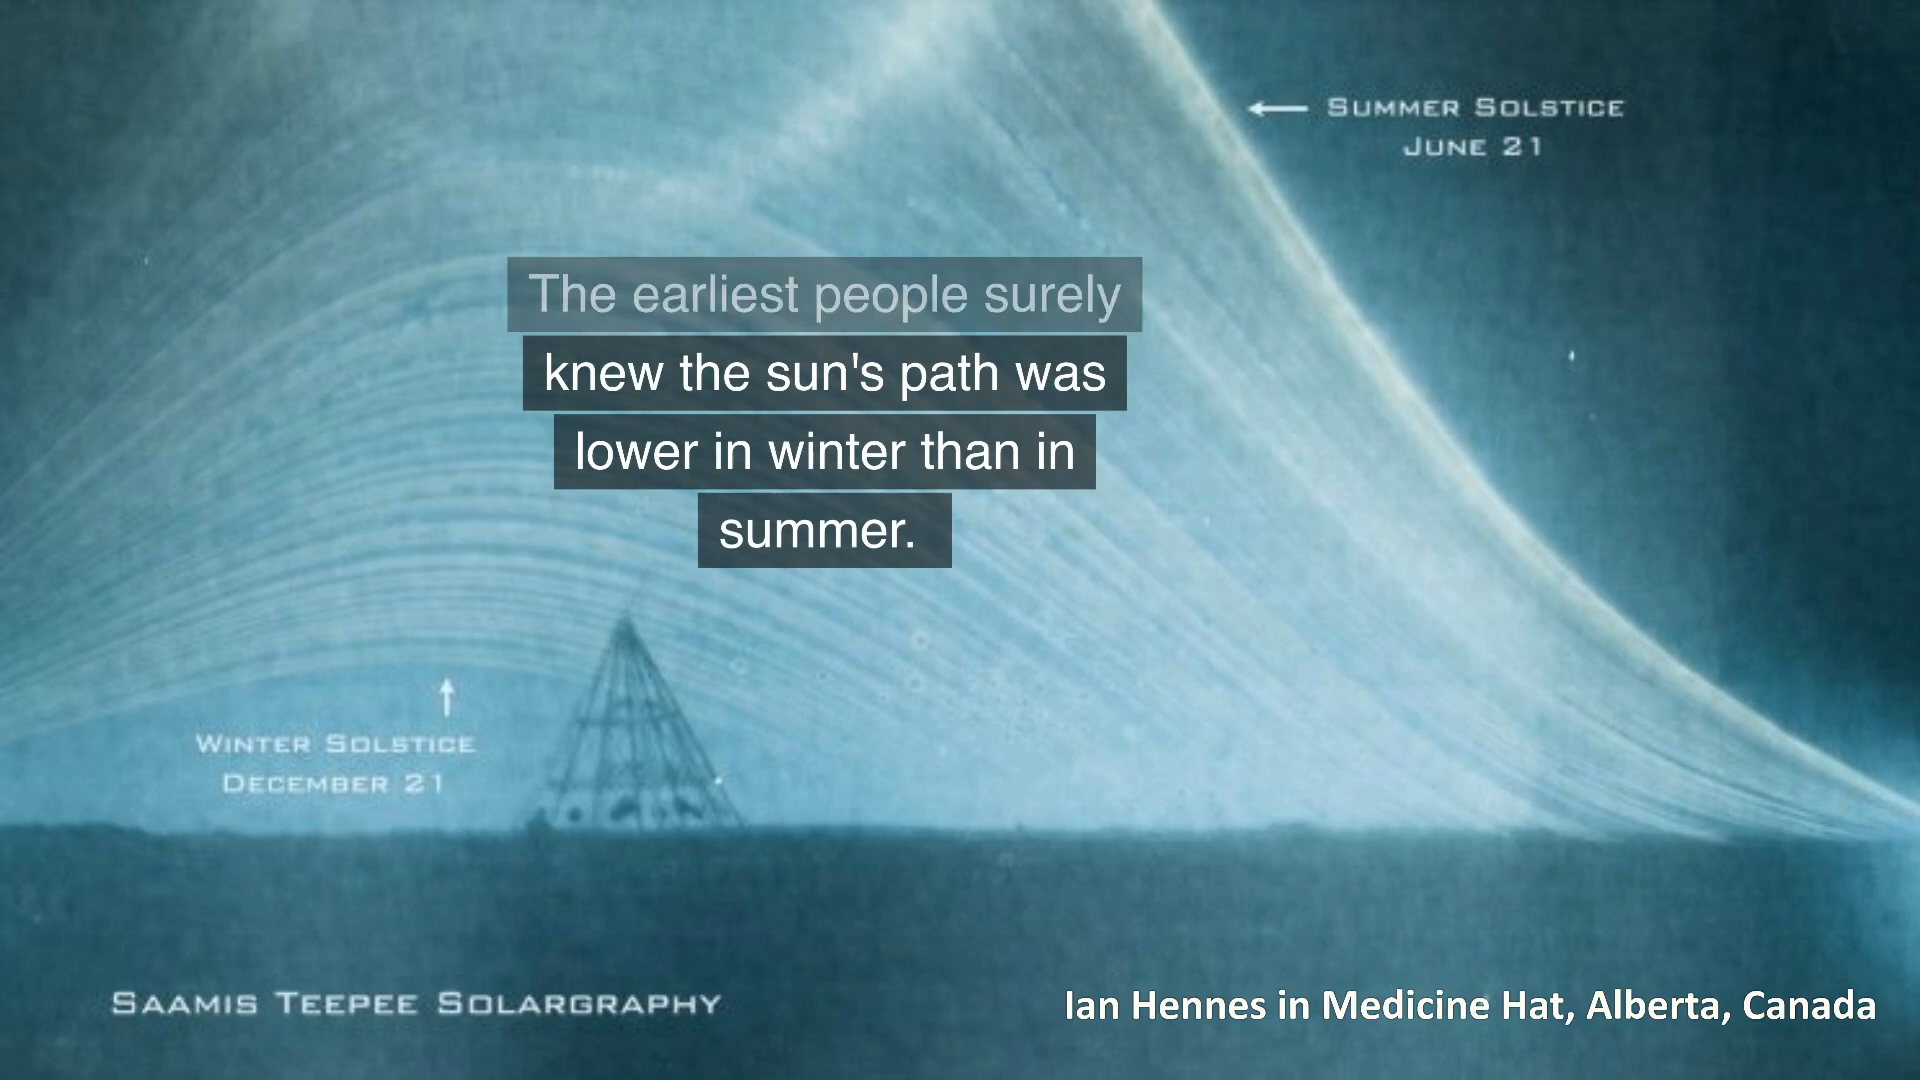 SUMMER SOLSTICE
JUNE 21
The earliest people surely
knew the sun's path was
lower in winter than in
summer.
WINTER SOLSTICE
DECEMBER 21
SAAMIS TEEPEE SOLARGRAPHY
Ian Hennes in Medicine Hat, Alberta, Canada